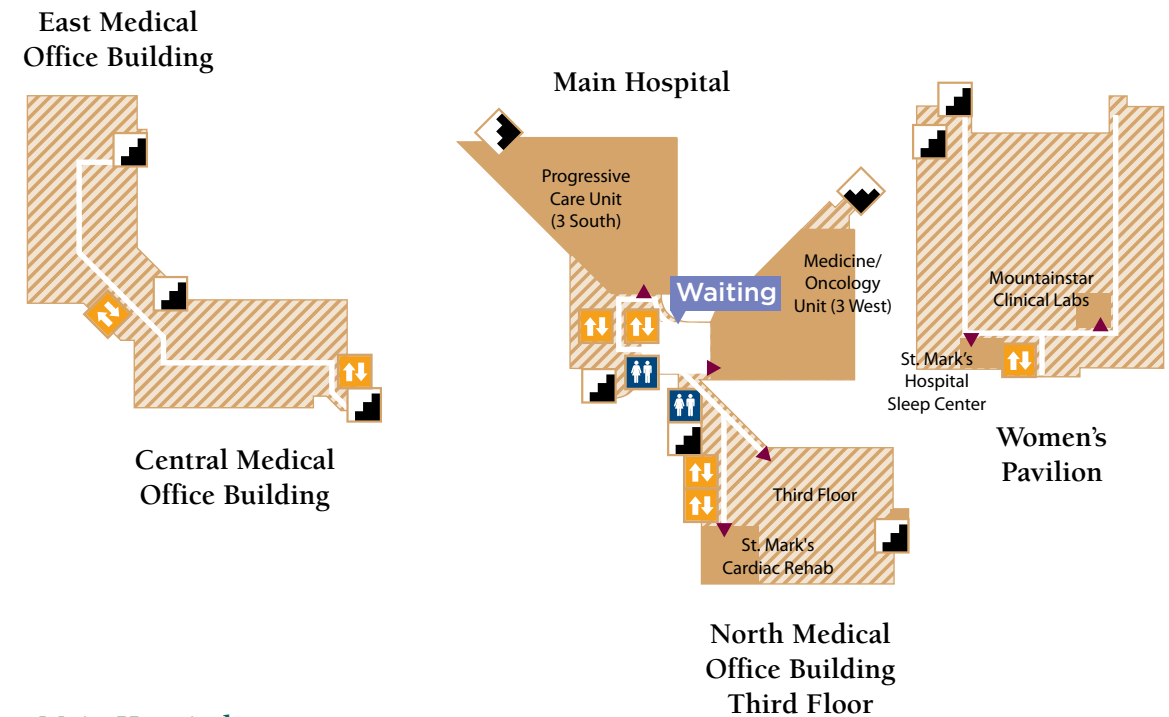 East Medical
Office Building
Main Hospital
Progressive
Care Unit
(3 South)
Medicine/
Oncology
Unit (3 West)
Waiting
Mountainstar
Clinical Labs
St. Mark's
Hospital
Sleep Center
Women's
Pavilion
Central Medical
Office Building
Third Floor
St. Mark's
Cardiac Rehab
North Medical
Office Building
Third Floor